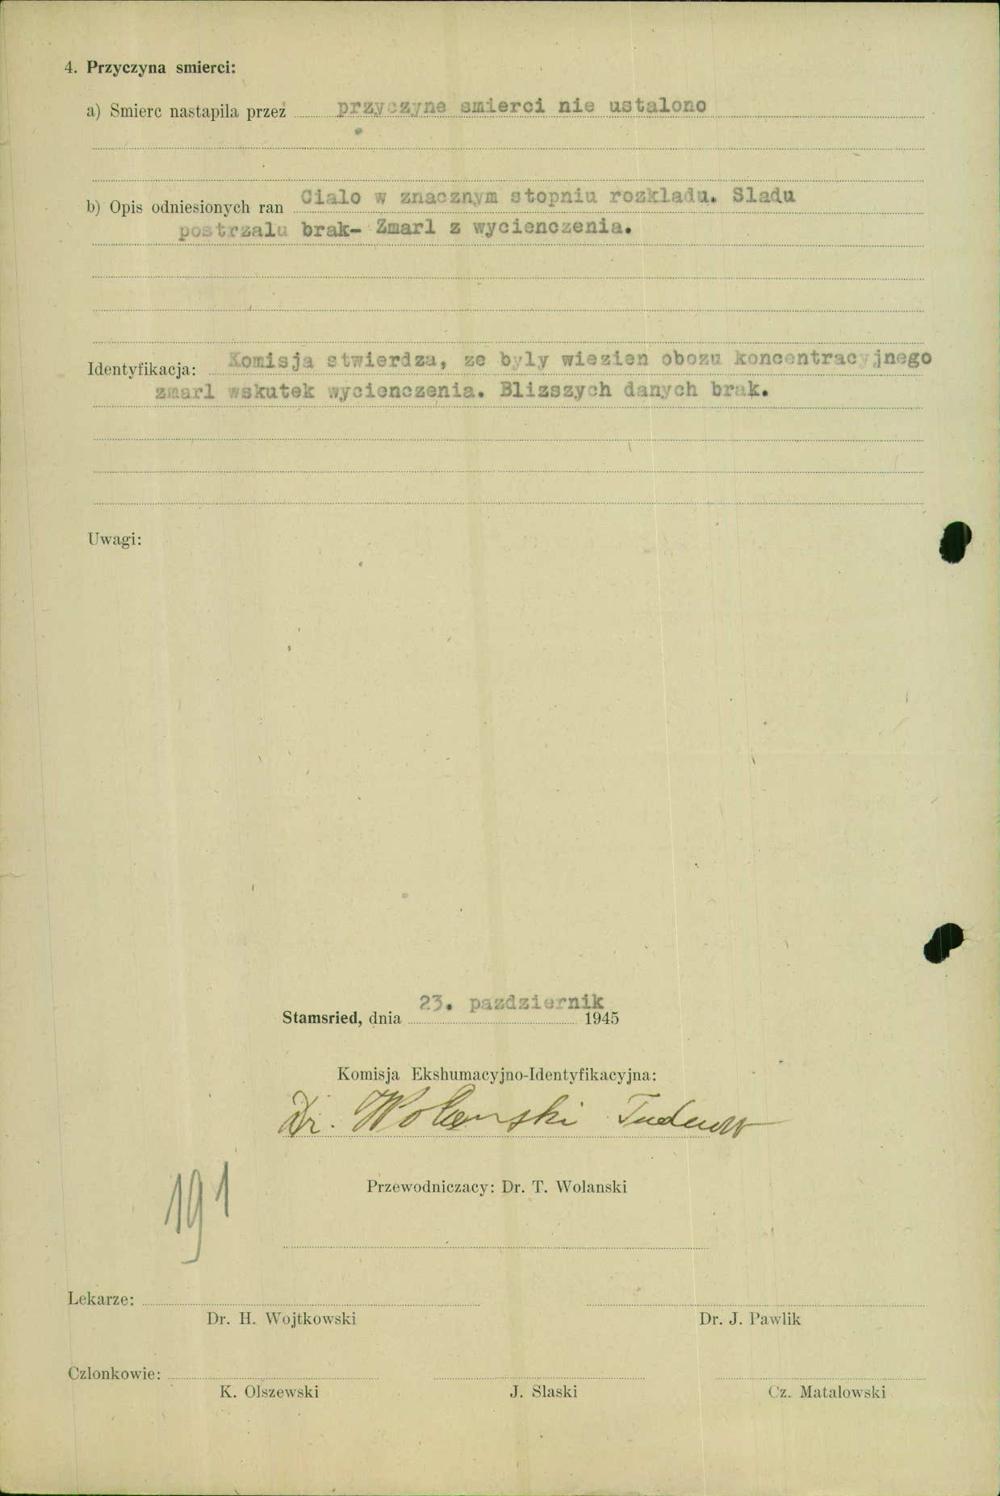 4. Przyczyna smierci:
a) Smierc nastapila przez przyczyne smierci nie ustalono
b) Opis odniesionych ran Cialo w znacznym stopniu rozkladu. Sladu
postrzalu brak- Zmarl z wycienczenia.
Identyfikacja: Komisja stwierdza, ze byly wiezien obozu koncentracyjnego
zmarl wskutek wycienczenia. Blizszych danych brak.
Uwagi:
Stamsried, dnia 23. pazdziernik 1945
Komisja Ekshumacyjno-Identyfikacyjna:
Dr. Wolanski Tadeusz
Przewodniczacy: Dr. T. Wolanski
191
Lekarze:
Dr. H. Wojtkowski Dr. J. Pawlik
Czlonkowie:
K. Olszewski J. Slaski Cz. Matalowski